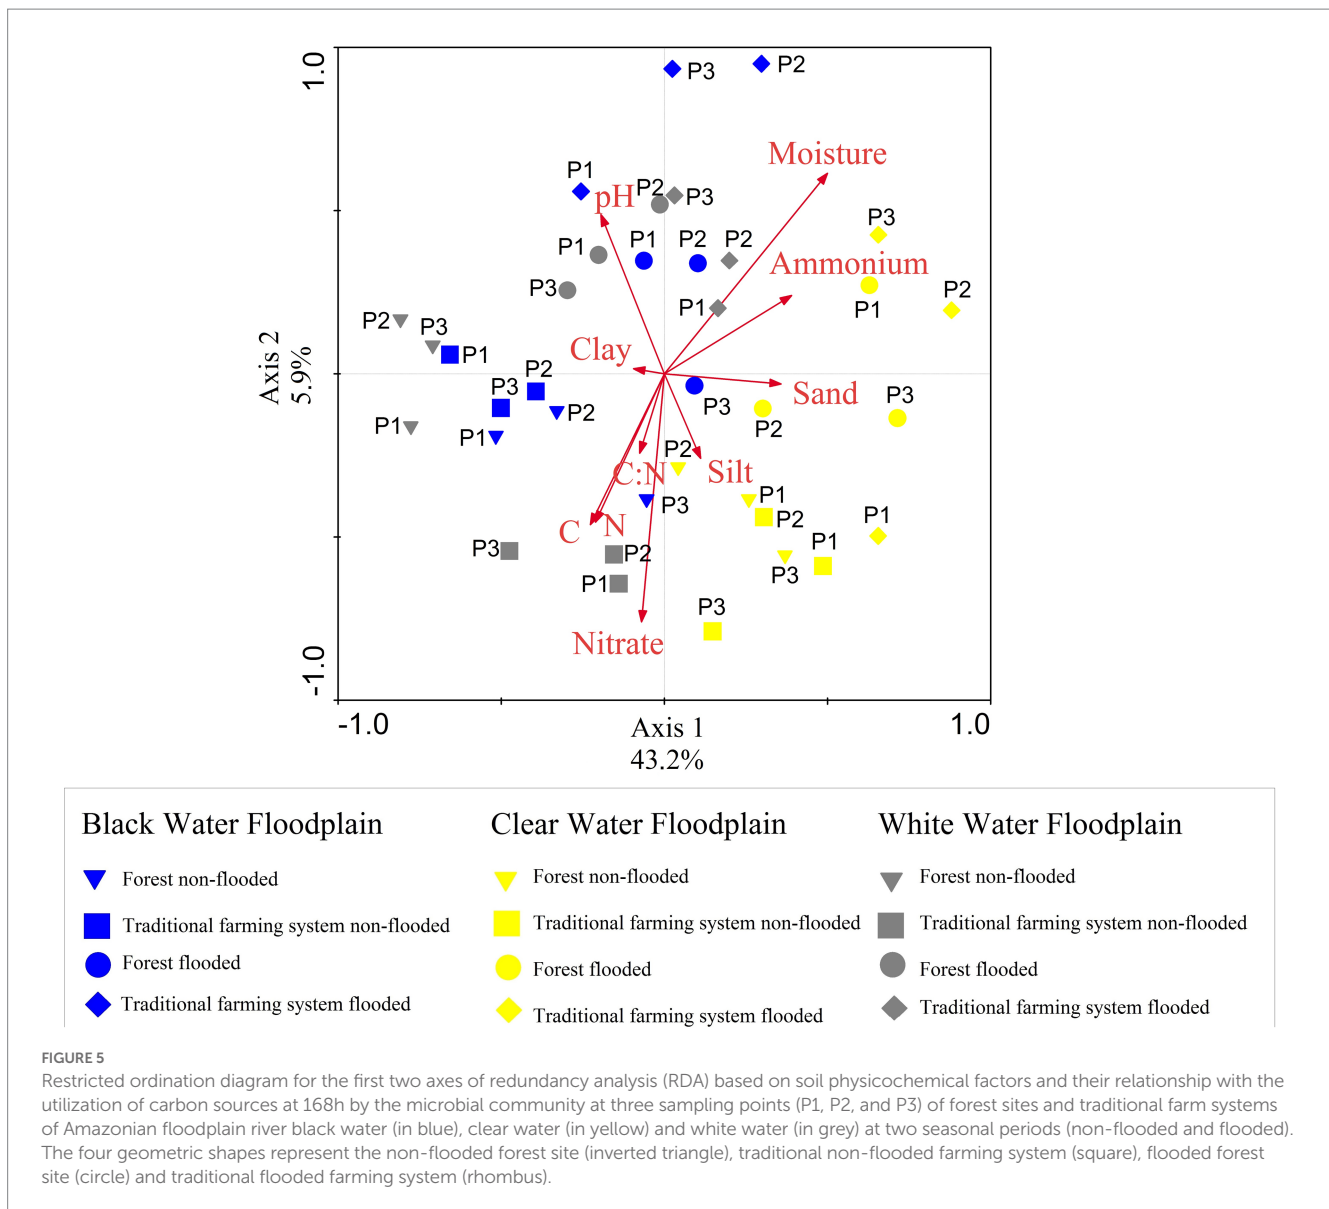 1.0
P3
P2
Moisture
P1
pH
P2
P3
P3
P1
P1
P2
P2
Ammonium
P3
P1
P1
P2
P2
P3
Clay
P1
Axis 2
5.9%
P3
P2
Sand
P3
P3
P2
P1
P1
P2
P2
C:N
Silt
P3
P1
P2
P1
C
N
P3
P2
P1
P3
P1
P3
Nitrate
-1.0
-1.0
Axis 1
1.0
43.2%
Black Water Floodplain
Forest non-flooded
Traditional farming system non-flooded
Forest flooded
Traditional farming system flooded
Clear Water Floodplain
Forest non-flooded
Traditional farming system non-flooded
Forest flooded
Traditional farming system flooded
White Water Floodplain
Forest non-flooded
Traditional farming system non-flooded
Forest flooded
Traditional farming system flooded
FIGURE 5
Restricted ordination diagram for the first two axes of redundancy analysis (RDA) based on soil physicochemical factors and their relationship with the
utilization of carbon sources at 168h by the microbial community at three sampling points (P1, P2, and P3) of forest sites and traditional farm systems
of Amazonian floodplain river black water (in blue), clear water (in yellow) and white water (in grey) at two seasonal periods (non-flooded and flooded).
The four geometric shapes represent the non-flooded forest site (inverted triangle), traditional non-flooded farming system (square), flooded forest
site (circle) and traditional flooded farming system (rhombus).